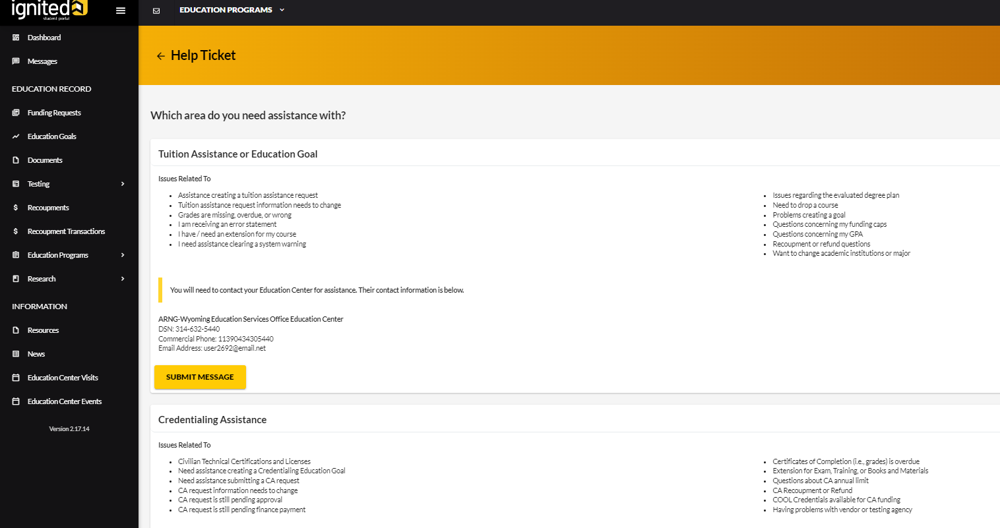 ignited
student portal
EDUCATION PROGRAMS
Dashboard
Messages
EDUCATION RECORD
Funding Requests
Education Goals
Documents
Testing
Recoupments
Recoupment Transactions
Education Programs
Research
INFORMATION
Resources
News
Education Center Visits
Education Center Events
Version 2.17.14
Help Ticket
Which area do you need assistance with?
Tuition Assistance or Education Goal
Issues Related To
Assistance creating a tuition assistance request
Tuition assistance request information needs to change
Grades are missing, overdue, or wrong
I am receiving an error statement
I have / need an extension for my course
I need assistance clearing a system warning
Issues regarding the evaluated degree plan
Need to drop a course
Problems creating a goal
Questions concerning my funding caps
Questions concerning my GPA
Recoupment or refund questions
Want to change academic institutions or major
You will need to contact your Education Center for assistance. Their contact information is below.
ARNG-Wyoming Education Services Office Education Center
DSN: 314-632-5440
Commercial Phone: 11390434305440
Email Address: user2692@email.net
SUBMIT MESSAGE
Credentialing Assistance
Issues Related To
Civilian Technical Certifications and Licenses
Need assistance creating a Credentialing Education Goal
Need assistance submitting a CA request
CA request information needs to change
CA request is still pending approval
CA request is still pending finance payment
Certificates of Completion (i.e., grades) is overdue
Extension for Exam, Training, or Books and Materials
Questions about CA annual limit
CA Recoupment or Refund
COOL Credentials available for CA funding
Having problems with vendor or testing agency